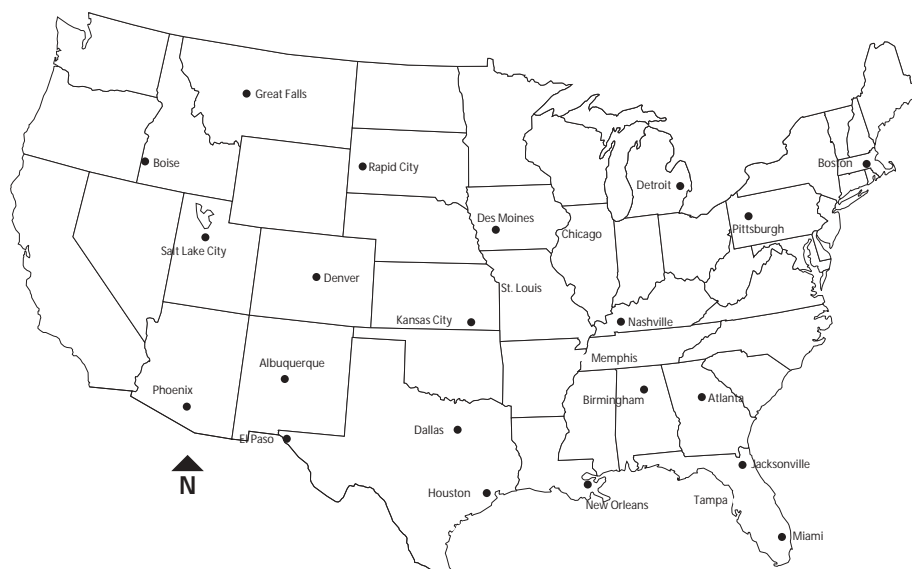 Great Falls
Boise
Rapid City
Boston
Detroit
Des Moines
Pittsburgh
Chicago
Salt Lake City
Denver
St. Louis
Kansas City
Nashville
Memphis
Albuquerque
Phoenix
Birmingham
Atlanta
Dallas
El Paso
Jacksonville
N
Houston
Tampa
New Orleans
Miami